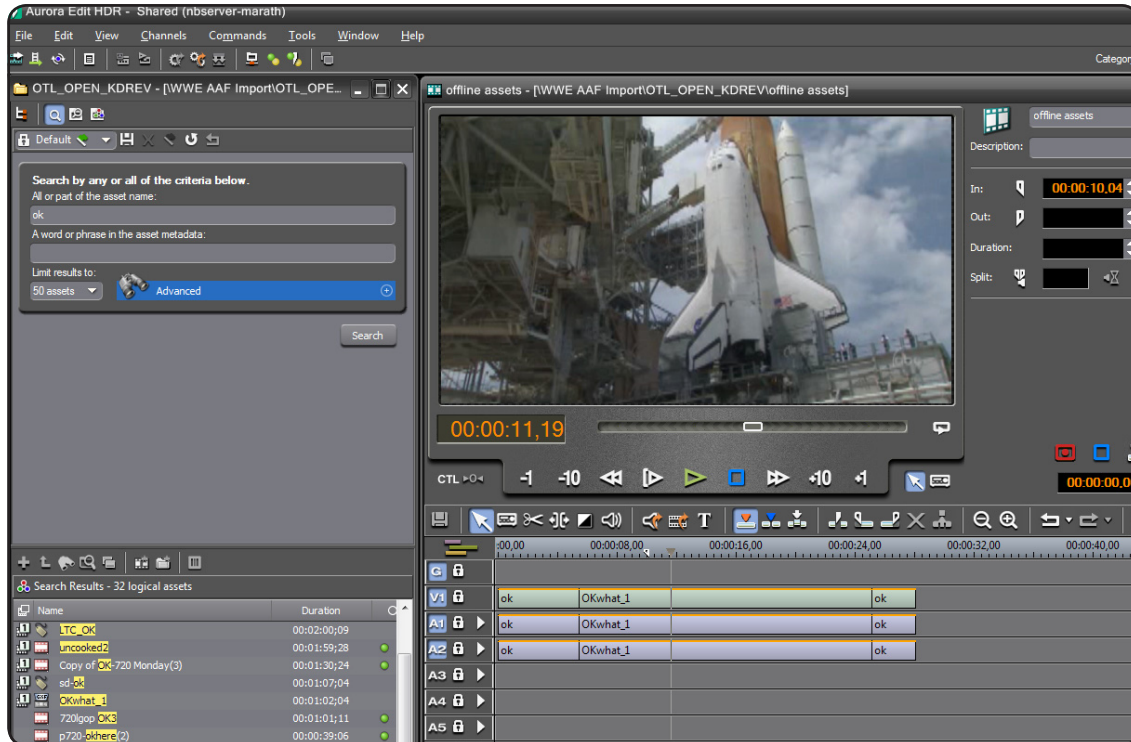 Aurora Edit HDR - Shared (nbserver-marath)
File Edit View Channels Commands Tools Window Help
Categor
OTL_OPEN_KDREV - [\WWE AAF Import\OTL_OPE...
Default
Search by any or all of the criteria below.
All or part of the asset name:
ok
A word or phrase in the asset metadata:
Limit results to:
50 assets
Advanced
Search
Search Results - 32 logical assets
Name Duration C
LTC_OK 00:02:00;09
uncooked2 00:01:59;28
Copy of OK-720 Monday(3) 00:01:30;24
sd-ok 00:01:07;04
OKwhat_1 00:01:02;04
720lgop OK3 00:01:01;11
p720-okhere(2) 00:00:39;06
offline assets - [\WWE AAF Import\OTL_OPEN_KDREV\offline assets]
offline assets
Description:
In: 00:00:10,04
Out:
Duration:
Split:
00:00:11,19
CTL ▸0◂ -1 -10 +10 +1
00:00:00,0
T
:00,00 00:00:08,00 00:00:16,00 00:00:24,00 00:00:32,00 00:00:40,00
G
V1 ok OKwhat_1 ok
A1 ok OKwhat_1 ok
A2 ok OKwhat_1 ok
A3
A4
A5